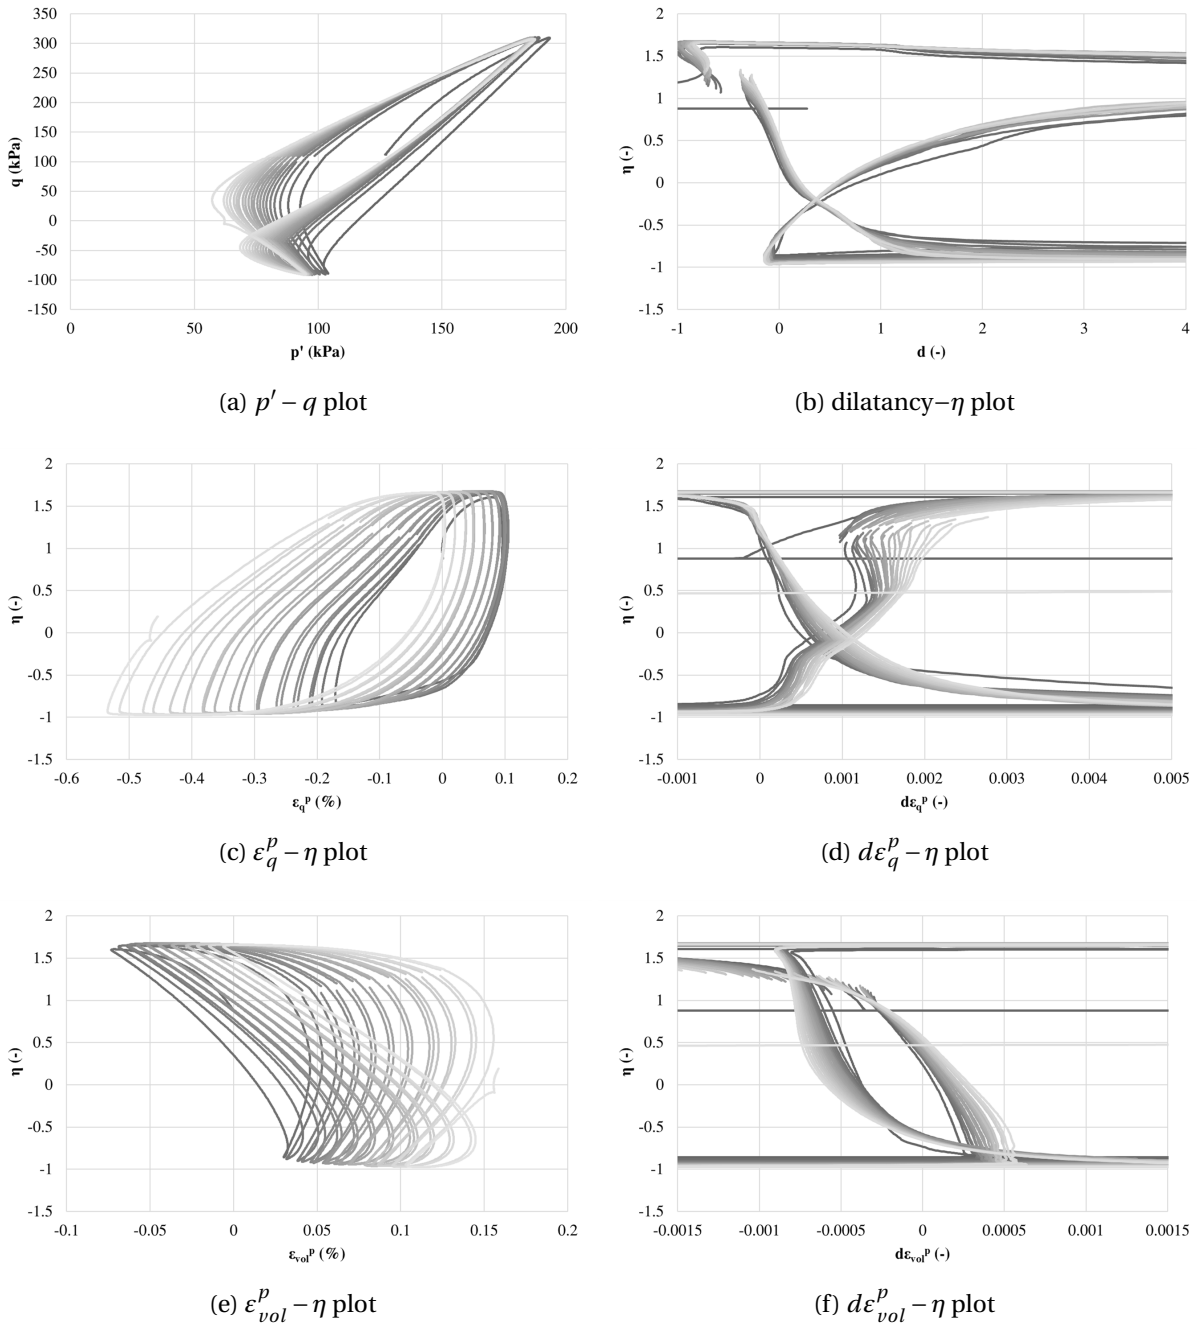 350
300
250
200
150
100
50
0
-50
-100
-150
q (kPa)
0 50 100 150 200
p' (kPa)
(a) p′ – q plot
2
1.5
1
0.5
0
-0.5
-1
-1.5
η (-)
-1 0 1 2 3 4
d (-)
(b) dilatancy–η plot
2
1.5
1
0.5
0
-0.5
-1
-1.5
η (-)
-0.6 -0.5 -0.4 -0.3 -0.2 -0.1 0 0.1 0.2
εqᵖ (%)
(c) ε_q^p – η plot
2
1.5
1
0.5
0
-0.5
-1
-1.5
η (-)
-0.001 0 0.001 0.002 0.003 0.004 0.005
dεqᵖ (-)
(d) dε_q^p – η plot
2
1.5
1
0.5
0
-0.5
-1
-1.5
η (-)
-0.1 -0.05 0 0.05 0.1 0.15 0.2
εvolᵖ (%)
(e) ε_vol^p – η plot
2
1.5
1
0.5
0
-0.5
-1
-1.5
η (-)
-0.0015 -0.001 -0.0005 0 0.0005 0.001 0.0015
dεvolᵖ (-)
(f) dε_vol^p – η plot